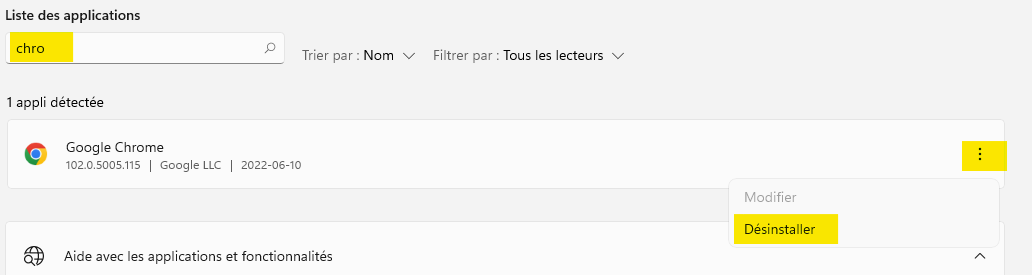 Liste des applications
chro
Trier par : Nom
Filtrer par : Tous les lecteurs
1 appli détectée
Google Chrome
102.0.5005.115 | Google LLC | 2022-06-10
Modifier
Désinstaller
Aide avec les applications et fonctionnalités